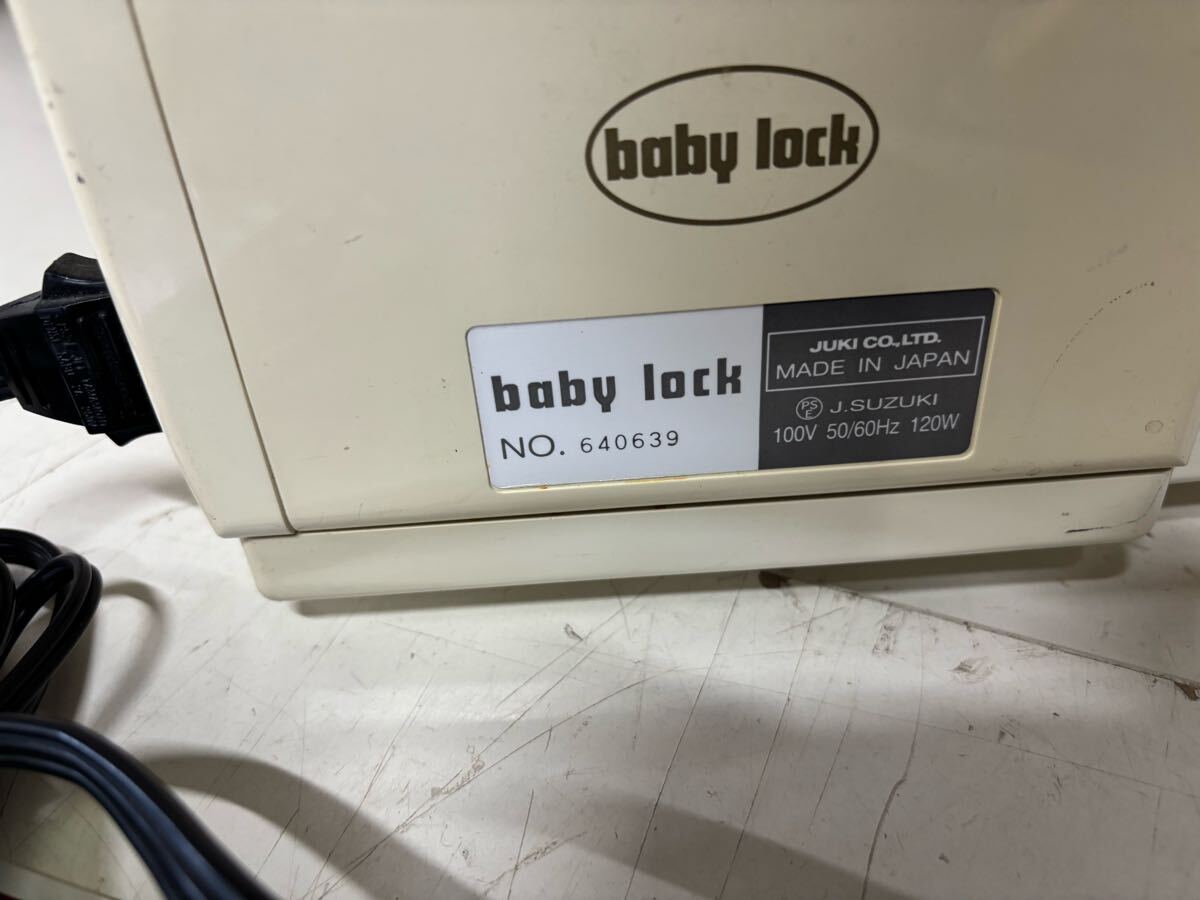 baby lock
baby lock
NO. 640639
JUKI CO.,LTD.
MADE IN JAPAN
PS E J.SUZUKI
100V 50/60Hz 120W